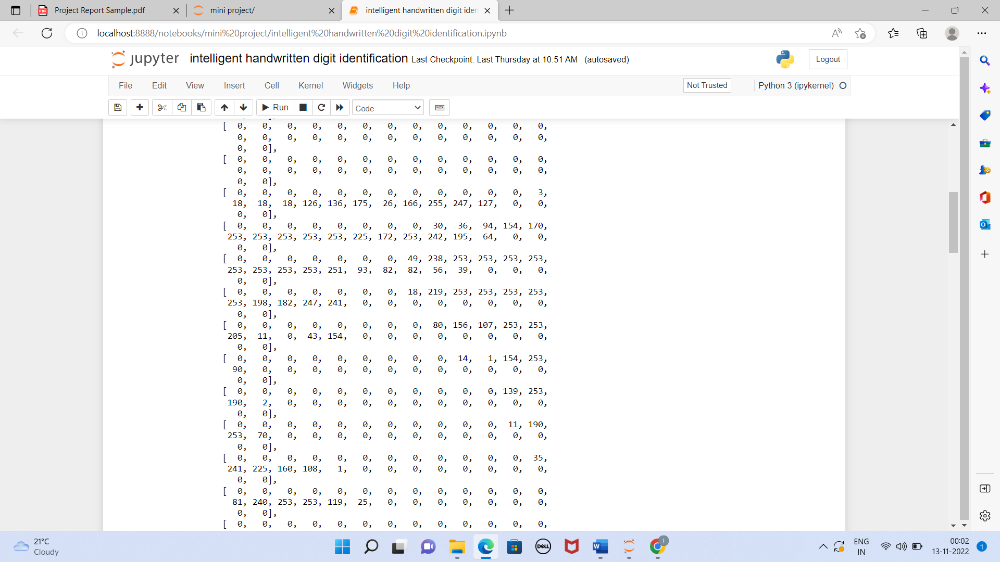 Project Report Sample.pdf
mini project/
intelligent handwritten digit iden
localhost:8888/notebooks/mini%20project/intelligent%20handwritten%20digit%20identification.ipynb
jupyter intelligent handwritten digit identification Last Checkpoint: Last Thursday at 10:51 AM (autosaved)
Logout
File Edit View Insert Cell Kernel Widgets Help
Not Trusted
Python 3 (ipykernel)
Run
Code
[ 0, 0, 0, 0, 0, 0, 0, 0, 0, 0, 0, 0, 0,
0, 0, 0, 0, 0, 0, 0, 0, 0, 0, 0, 0, 0,
0, 0],
[ 0, 0, 0, 0, 0, 0, 0, 0, 0, 0, 0, 0, 0,
0, 0, 0, 0, 0, 0, 0, 0, 0, 0, 0, 0, 0,
0, 0],
[ 0, 0, 0, 0, 0, 0, 0, 0, 0, 0, 0, 0, 3,
18, 18, 18, 126, 136, 175, 26, 166, 255, 247, 127, 0, 0,
0, 0],
[ 0, 0, 0, 0, 0, 0, 0, 0, 30, 36, 94, 154, 170,
253, 253, 253, 253, 253, 225, 172, 253, 242, 195, 64, 0, 0,
0, 0],
[ 0, 0, 0, 0, 0, 0, 0, 49, 238, 253, 253, 253, 253,
253, 253, 253, 253, 251, 93, 82, 82, 56, 39, 0, 0, 0,
0, 0],
[ 0, 0, 0, 0, 0, 0, 0, 18, 219, 253, 253, 253, 253,
253, 198, 182, 247, 241, 0, 0, 0, 0, 0, 0, 0, 0,
0, 0],
[ 0, 0, 0, 0, 0, 0, 0, 0, 80, 156, 107, 253, 253,
205, 11, 0, 43, 154, 0, 0, 0, 0, 0, 0, 0, 0,
0, 0],
[ 0, 0, 0, 0, 0, 0, 0, 0, 0, 14, 1, 154, 253,
90, 0, 0, 0, 0, 0, 0, 0, 0, 0, 0, 0, 0,
0, 0],
[ 0, 0, 0, 0, 0, 0, 0, 0, 0, 0, 0, 139, 253,
190, 2, 0, 0, 0, 0, 0, 0, 0, 0, 0, 0, 0,
0, 0],
[ 0, 0, 0, 0, 0, 0, 0, 0, 0, 0, 0, 11, 190,
253, 70, 0, 0, 0, 0, 0, 0, 0, 0, 0, 0, 0,
0, 0],
[ 0, 0, 0, 0, 0, 0, 0, 0, 0, 0, 0, 0, 35,
241, 225, 160, 108, 1, 0, 0, 0, 0, 0, 0, 0, 0,
0, 0],
[ 0, 0, 0, 0, 0, 0, 0, 0, 0, 0, 0, 0, 0,
81, 240, 253, 253, 119, 25, 0, 0, 0, 0, 0, 0, 0,
0, 0],
[ 0, 0, 0, 0, 0, 0, 0, 0, 0, 0, 0, 0, 0,
21°C
Cloudy
DELL
ENG
IN
00:02
13-11-2022
1